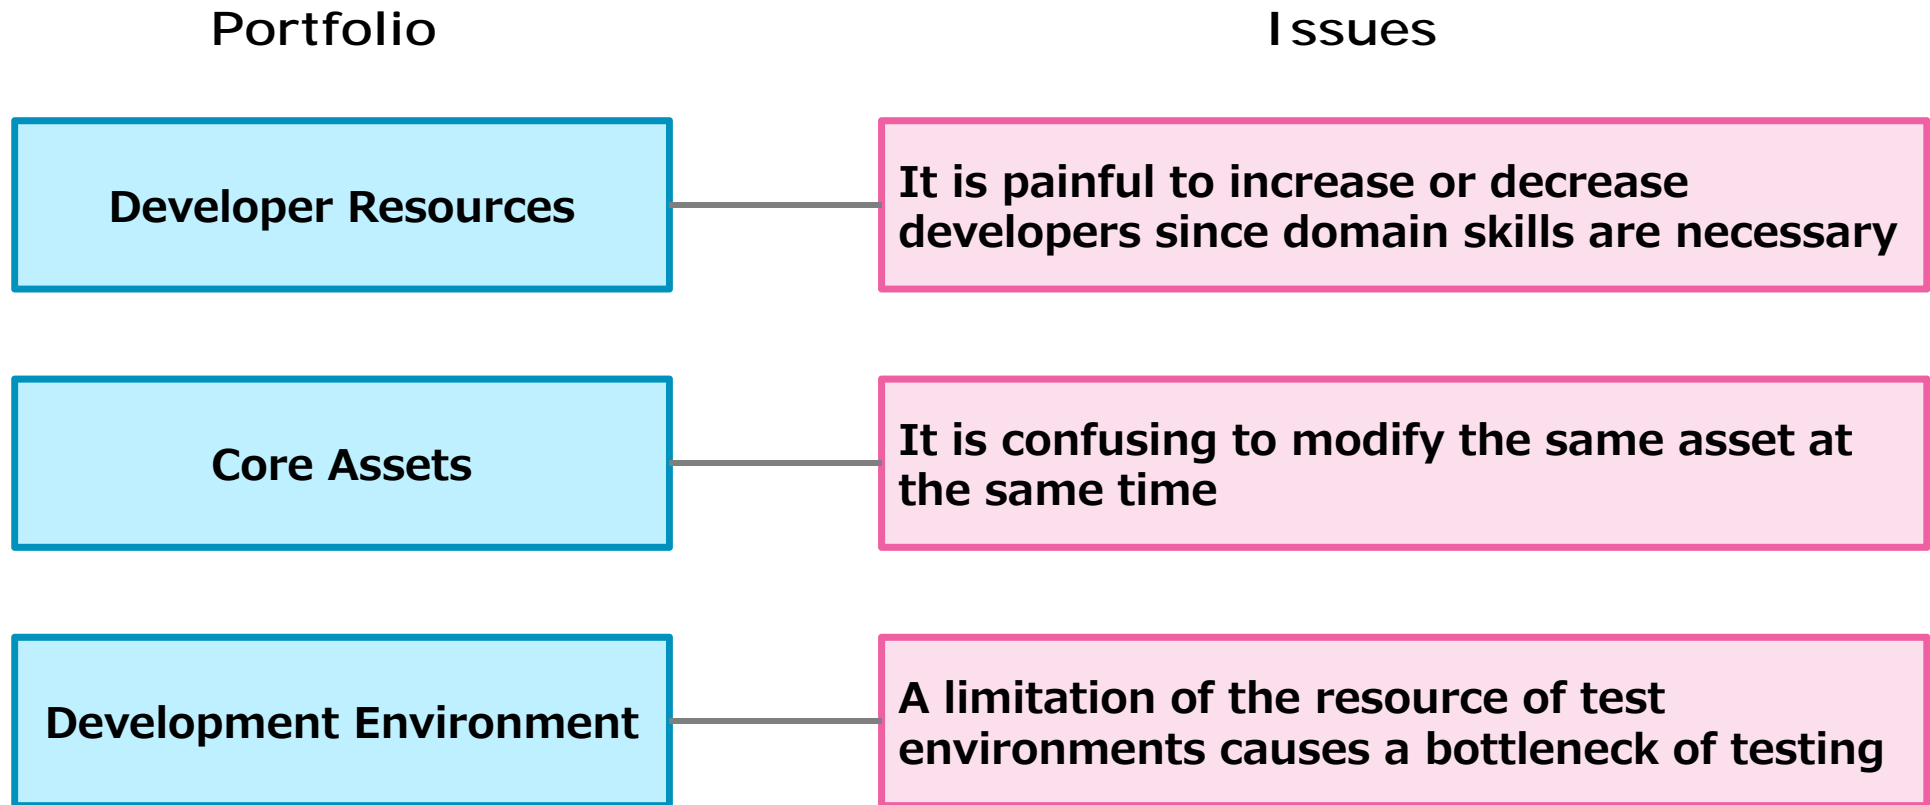 Portfolio
Issues
Developer Resources
It is painful to increase or decrease
developers since domain skills are necessary
Core Assets
It is confusing to modify the same asset at
the same time
Development Environment
A limitation of the resource of test
environments causes a bottleneck of testing